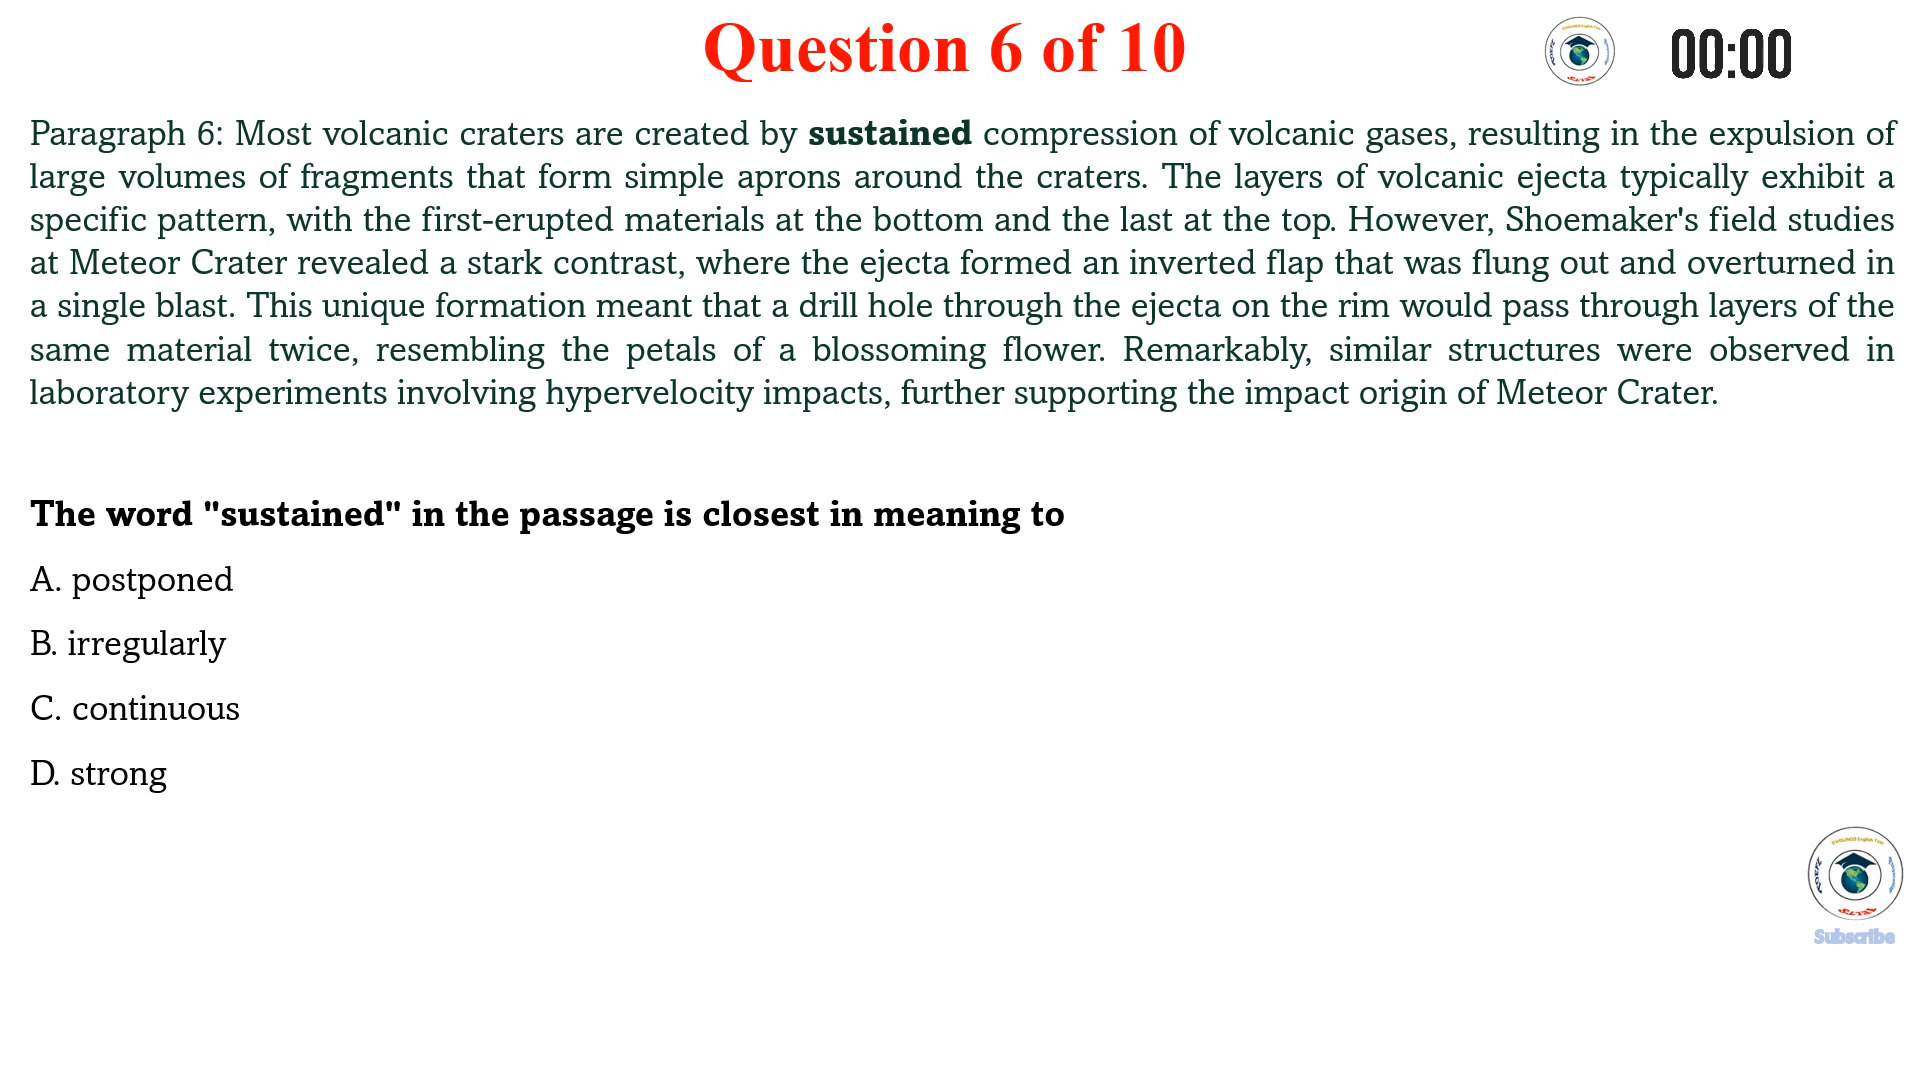 Question 6 of 10
00:00
Paragraph 6: Most volcanic craters are created by sustained compression of volcanic gases, resulting in the expulsion of
large volumes of fragments that form simple aprons around the craters. The layers of volcanic ejecta typically exhibit a
specific pattern, with the first-erupted materials at the bottom and the last at the top. However, Shoemaker's field studies
at Meteor Crater revealed a stark contrast, where the ejecta formed an inverted flap that was flung out and overturned in
a single blast. This unique formation meant that a drill hole through the ejecta on the rim would pass through layers of the
same material twice, resembling the petals of a blossoming flower. Remarkably, similar structures were observed in
laboratory experiments involving hypervelocity impacts, further supporting the impact origin of Meteor Crater.
The word "sustained" in the passage is closest in meaning to
A. postponed
B. irregularly
C. continuous
D. strong
Subscribe